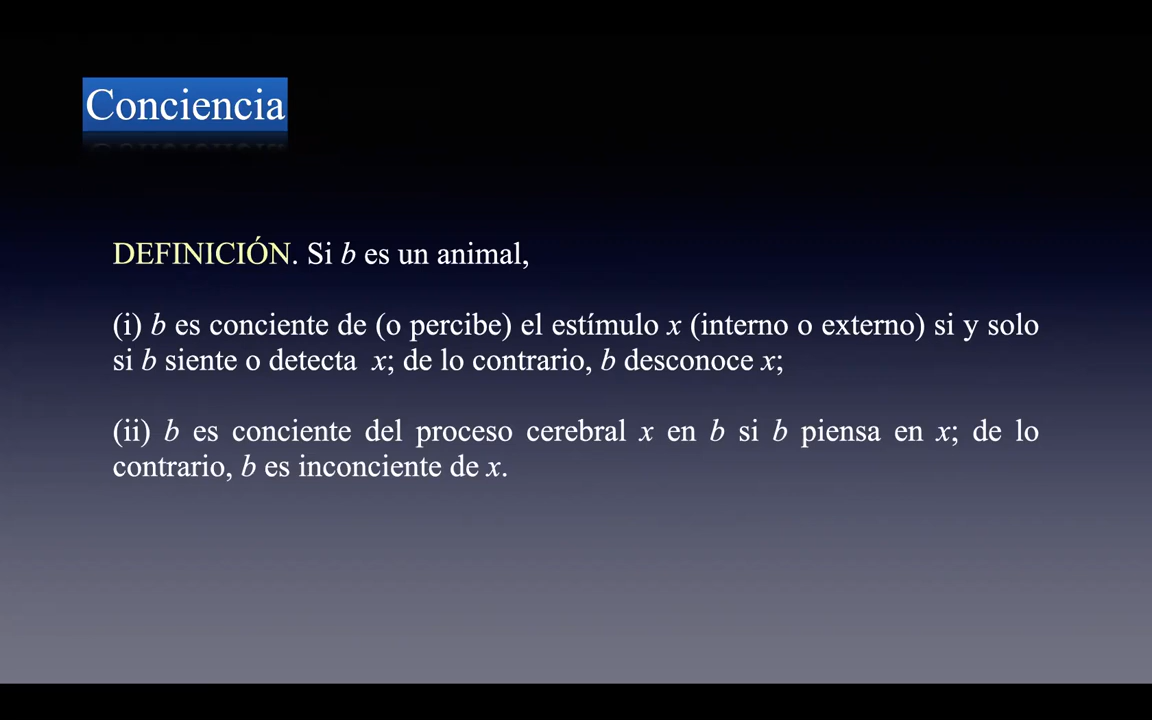 Conciencia
DEFINICIÓN. Si b es un animal,
(i) b es conciente de (o percibe) el estímulo x (interno o externo) si y solo
si b siente o detecta x; de lo contrario, b desconoce x;
(ii) b es conciente del proceso cerebral x en b si b piensa en x; de lo
contrario, b es inconciente de x.